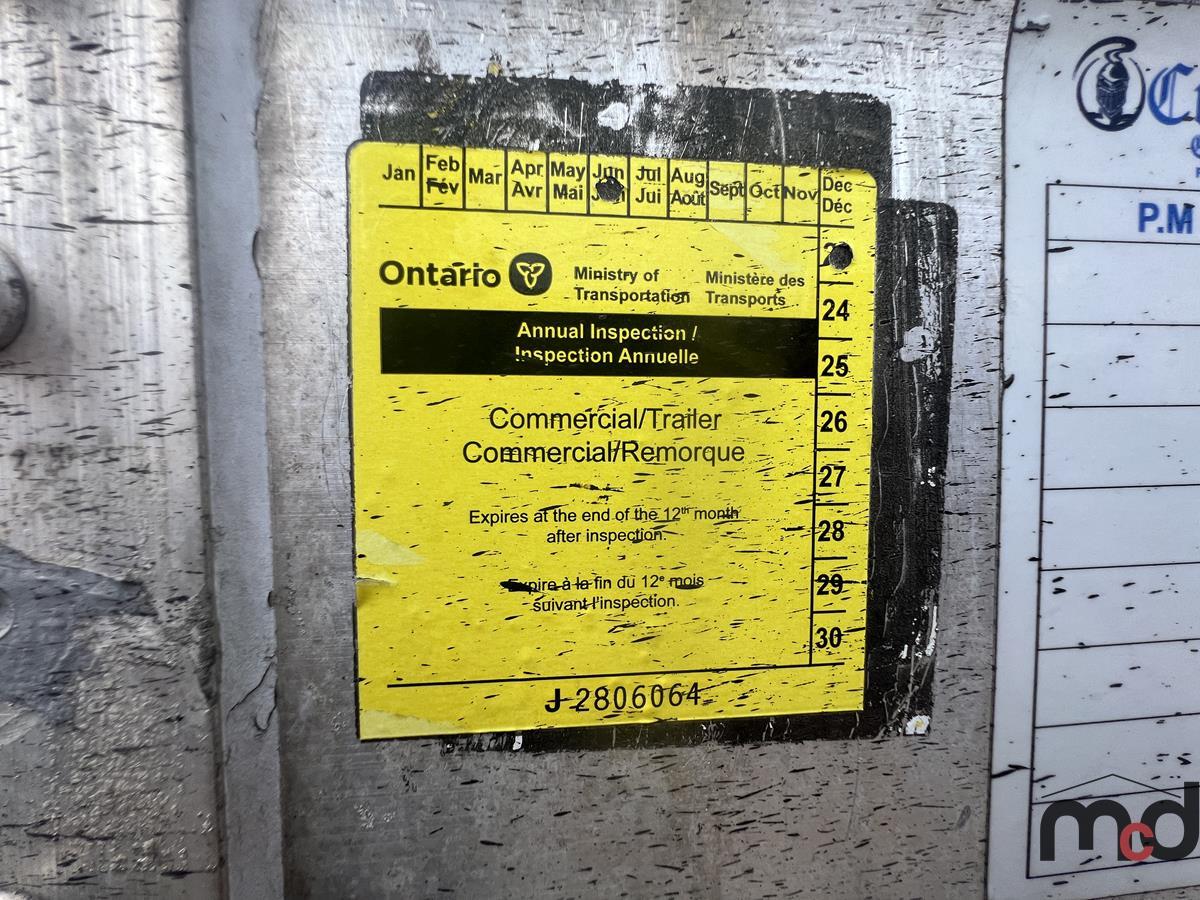 Jan Feb Mar Apr May Jun Jul Aug Sept Oct Nov Dec
Fév Avr Mai Jui Août Déc
Ontario Ministry of Ministère des
Transportation Transports
24
Annual Inspection /
Inspection Annuelle
25
Commercial/Trailer
26
Commercial/Remorque
27
Expires at the end of the 12th month
after inspection.
28
Expire à la fin du 12e mois
suivant l'inspection.
29
30
J 2806064
P.M
mcd